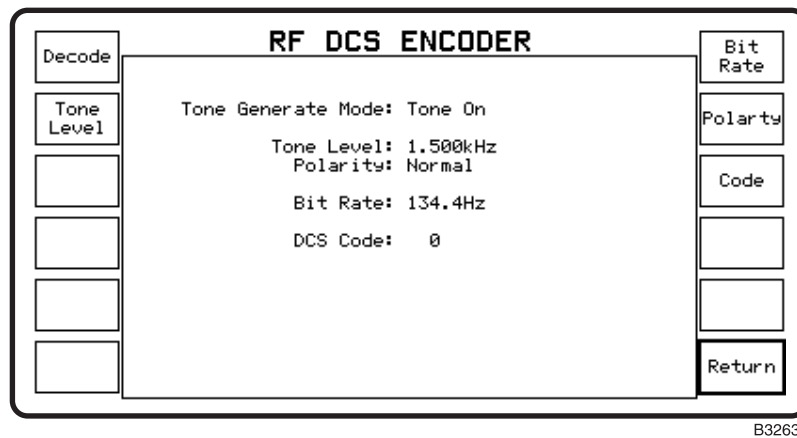 RF DCS ENCODER
Decode
Tone
Level
Tone Generate Mode: Tone On
Tone Level: 1.500kHz
Polarity: Normal
Bit Rate: 134.4Hz
DCS Code: 0
Bit
Rate
Polarty
Code
Return
B3263